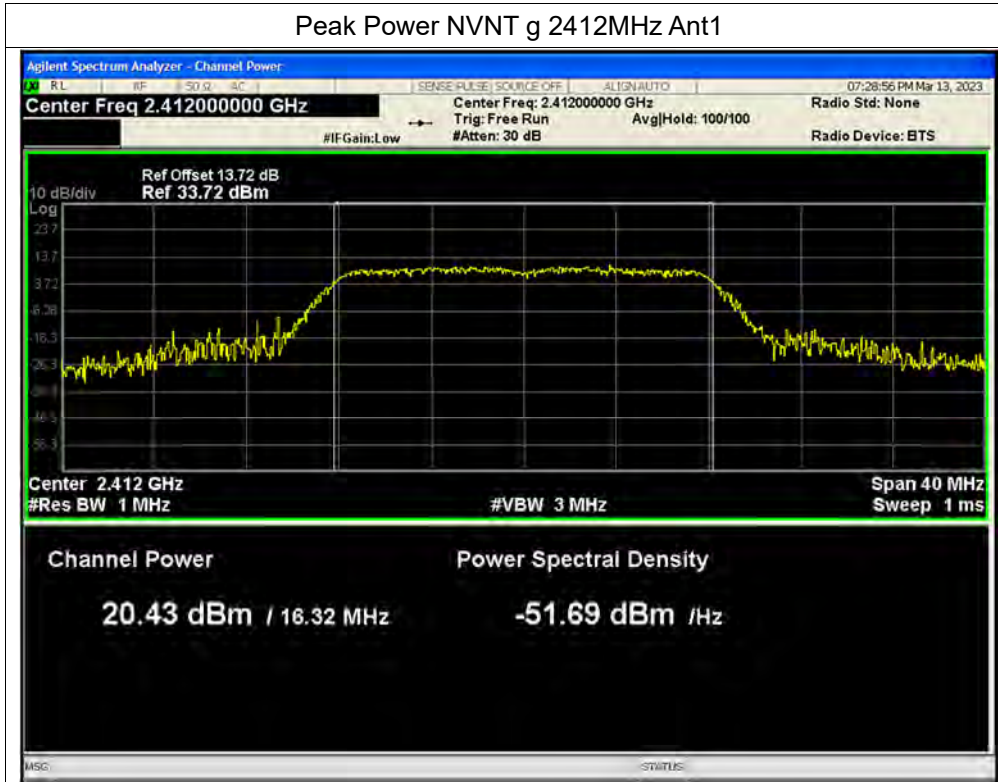 Peak Power NVNT g 2412MHz Ant1
Agilent Spectrum Analyzer - Channel Power
RL RF 50 Ω AC SENSE:PULSE SOURCE OFF ALIGN AUTO 07:28:56 PM Mar 13, 2023
Center Freq 2.412000000 GHz
Center Freq: 2.412000000 GHz
Radio Std: None
Trig: Free Run Avg|Hold: 100/100
#IFGain:Low #Atten: 30 dB Radio Device: BTS
Ref Offset 13.72 dB
10 dB/div Ref 33.72 dBm
Log
23.7
13.7
3.72
-6.28
-16.3
-26.3
-46.3
-56.3
Center 2.412 GHz Span 40 MHz
#Res BW 1 MHz #VBW 3 MHz Sweep 1 ms
Channel Power Power Spectral Density
20.43 dBm / 16.32 MHz -51.69 dBm /Hz
MSG STATUS